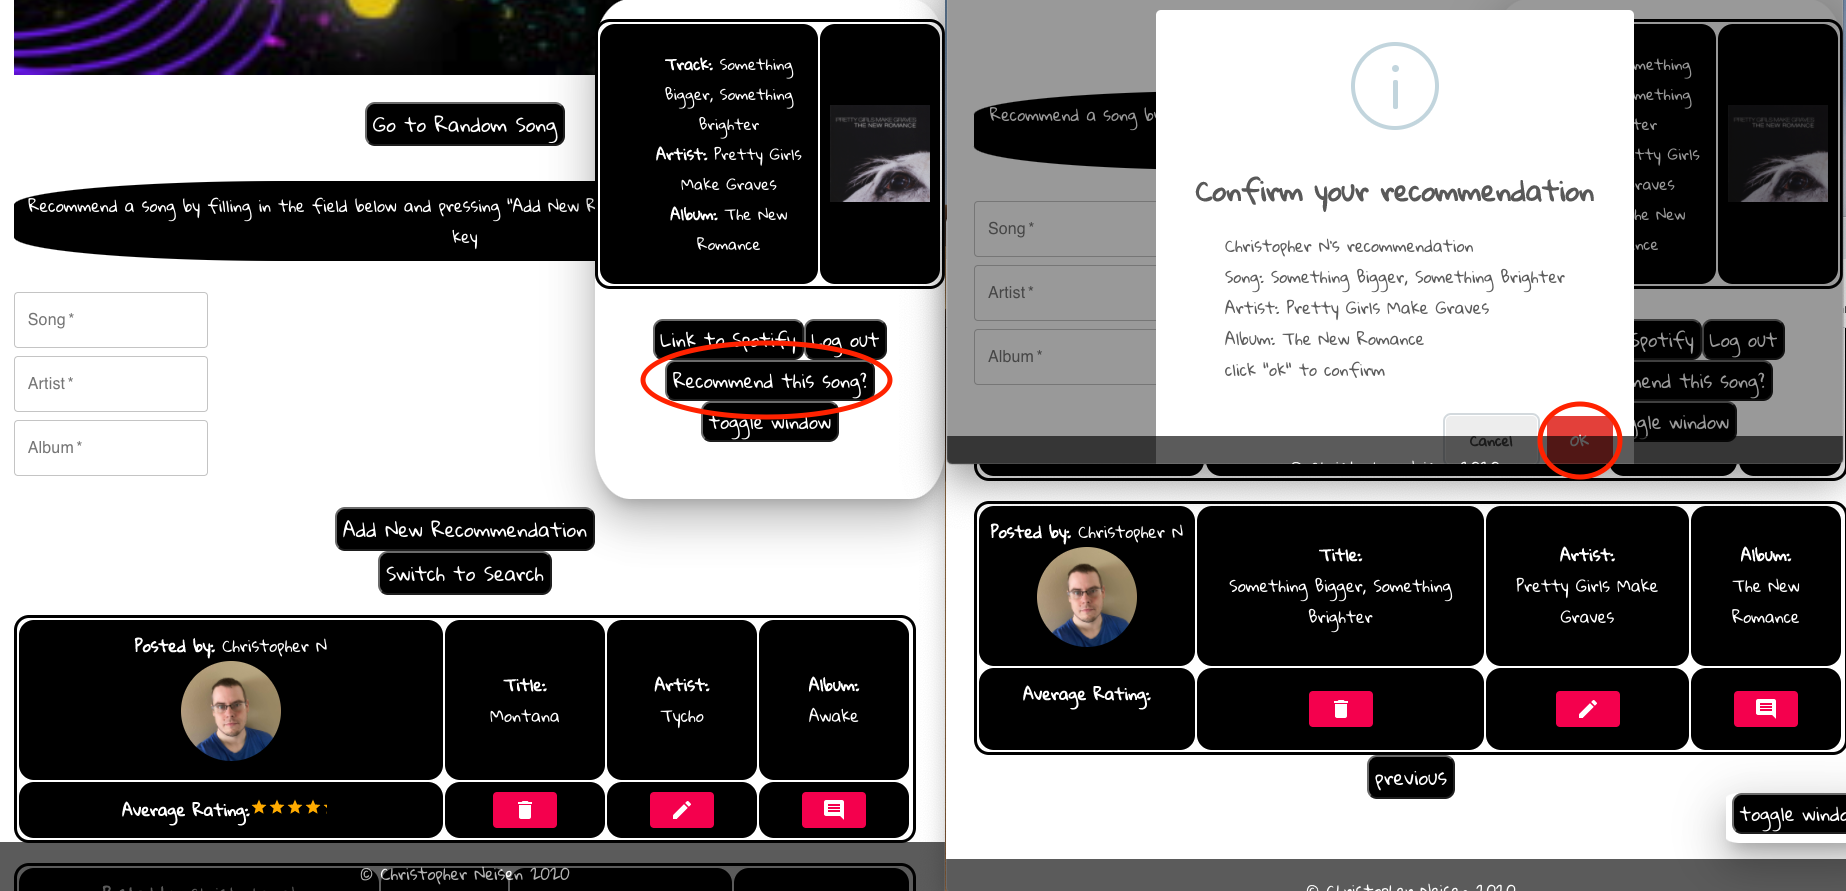 Go to Random Song
Recommend a song by filling in the field below and pressing "Add New R
key
Song *
Artist *
Album *
Track: Something
Bigger, Something
Brighter
Artist: Pretty Girls
Make Graves
Album: The New
Romance
PRETTY GIRLS MAKE GRAVES
THE NEW ROMANCE
Link to Spotify
Log out
Recommend this song?
toggle window
Add New Recommendation
Switch to Search
Posted by: Christopher N
Title:
Montana
Artist:
Tycho
Album:
Awake
Average Rating:
© Christopher Neisen 2020
Recommend a song by
Song *
Artist *
Album *
Confirm your recommendation
Christopher N's recommendation
Song: Something Bigger, Something Brighter
Artist: Pretty Girls Make Graves
Album: The New Romance
click "ok" to confirm
Cancel
OK
mething
mething
ter
tty Girls
raves
he New
nce
PRETTY GIRLS MAKE GRAVES
THE NEW ROMANCE
Spotify
Log out
end this song?
gle window
Posted by: Christopher N
Title:
Something Bigger, Something
Brighter
Artist:
Pretty Girls Make
Graves
Album:
The New
Romance
Average Rating:
previous
toggle windo
© Christopher Neisen 2020